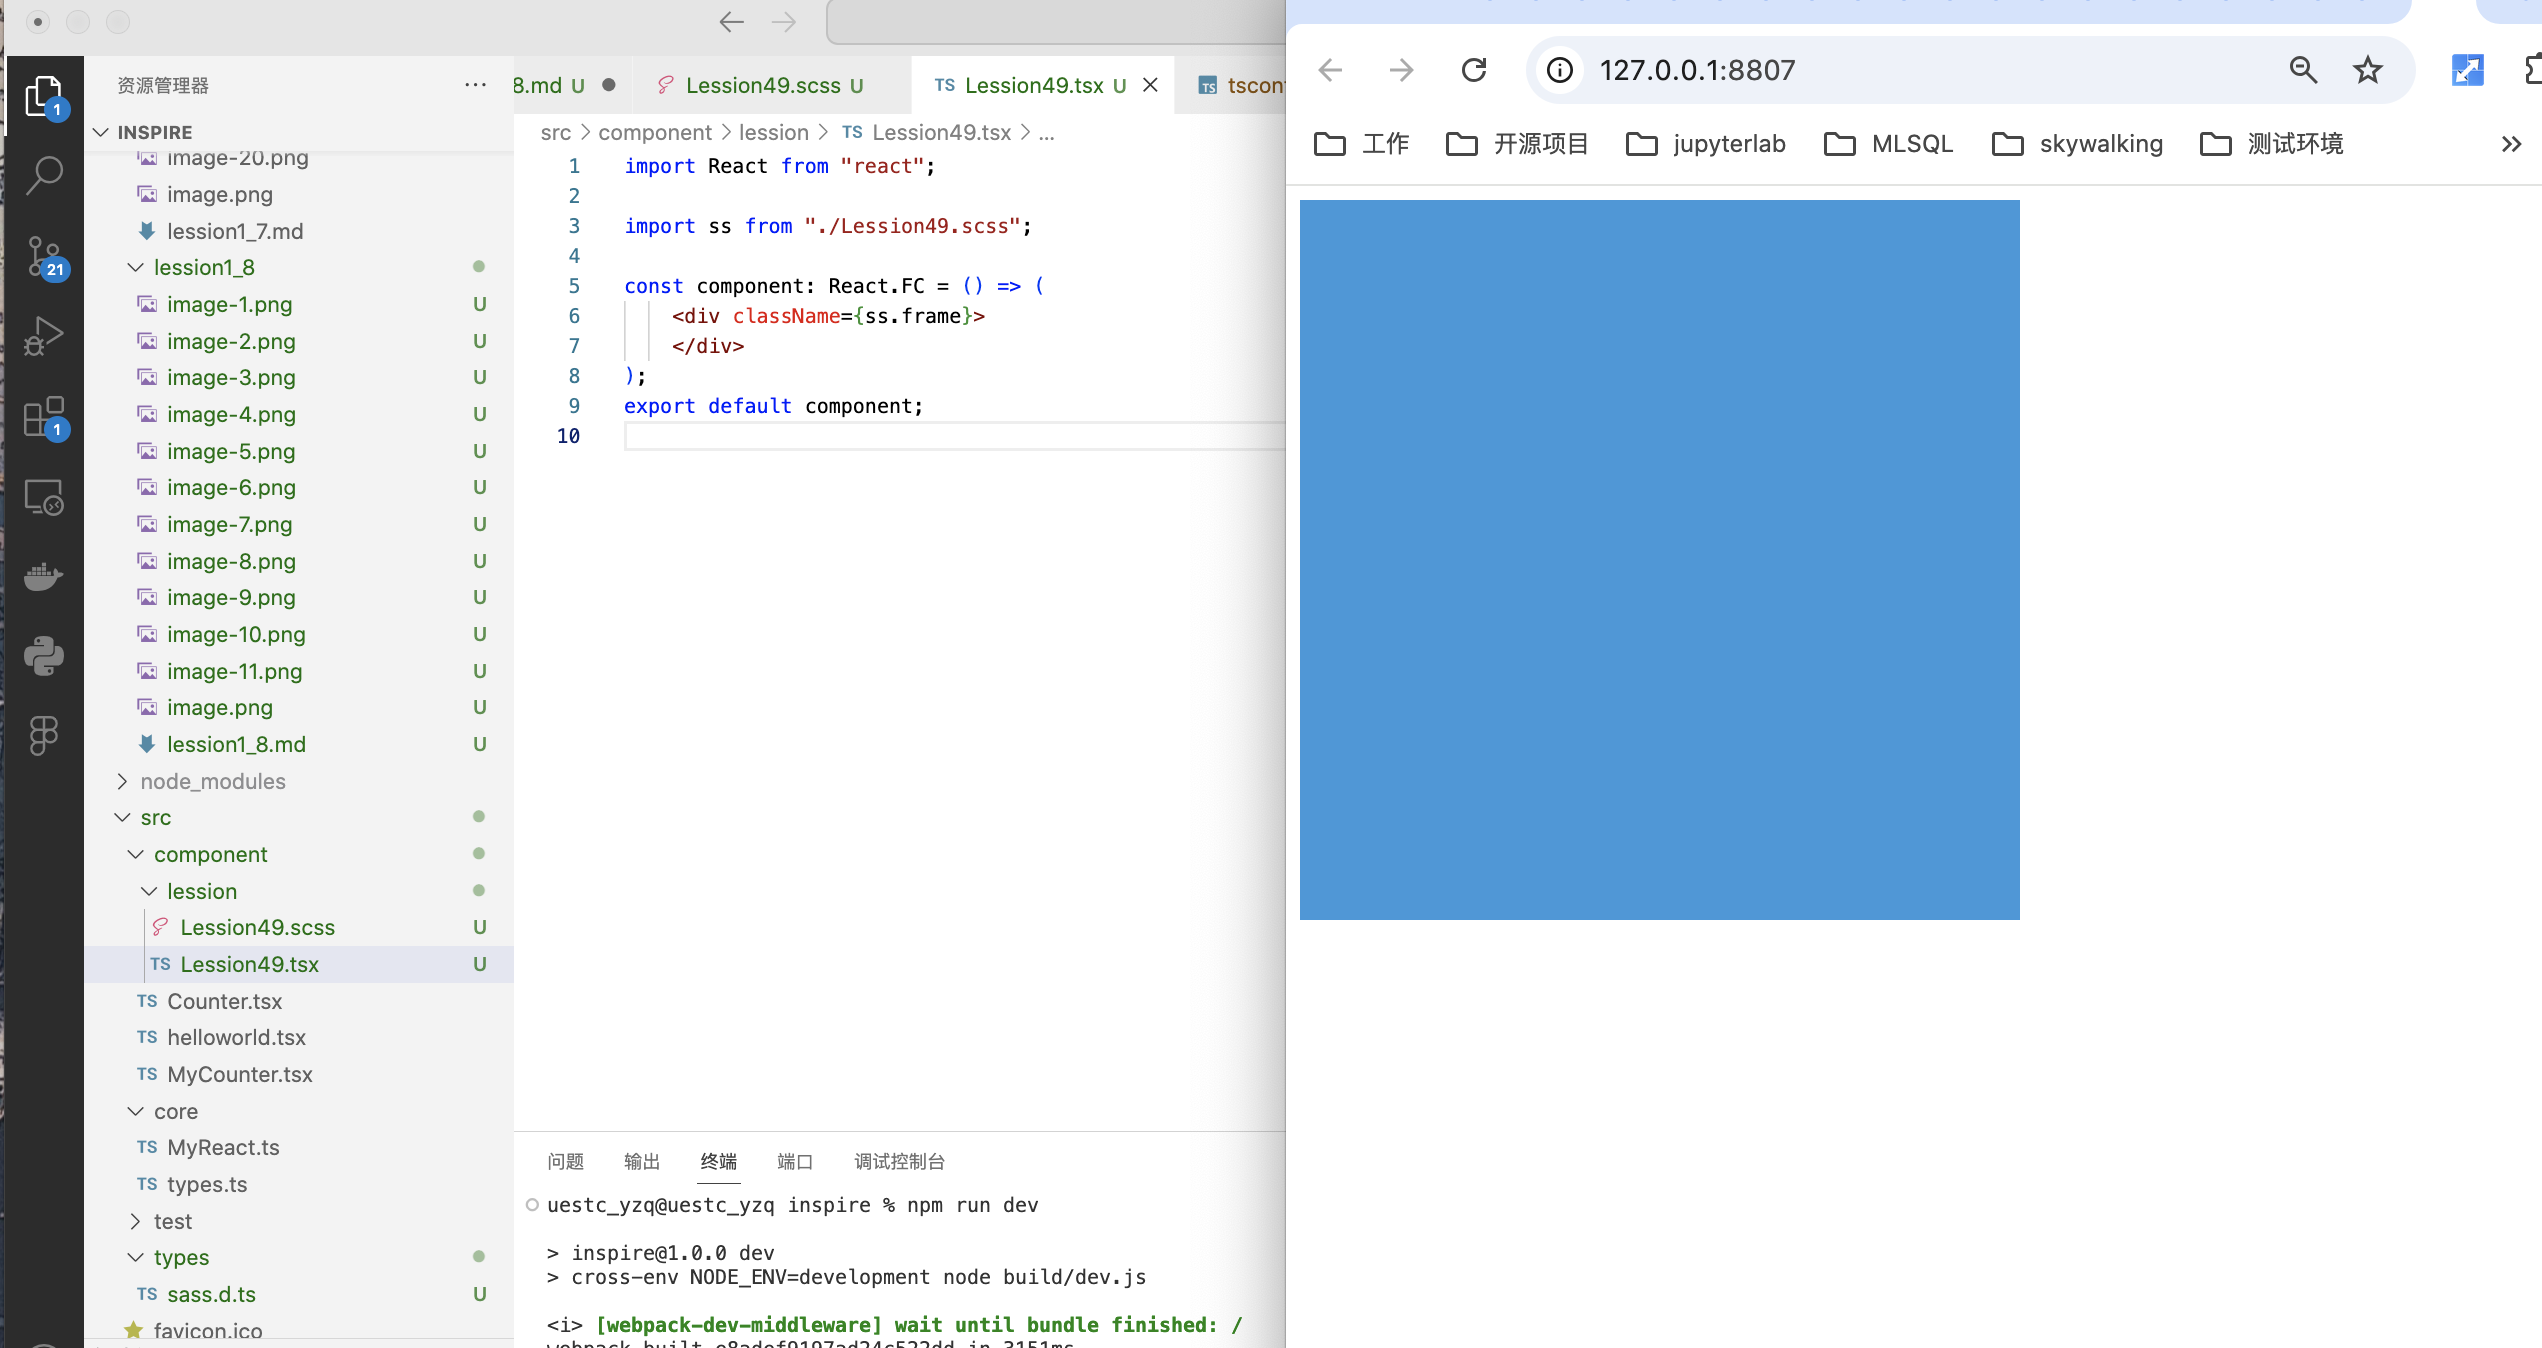 资源管理器
INSPIRE
image-20.png
image.png
lession1_7.md
lession1_8
image-1.png U
image-2.png U
image-3.png U
image-4.png U
image-5.png U
image-6.png U
image-7.png U
image-8.png U
image-9.png U
image-10.png U
image-11.png U
image.png U
lession1_8.md U
node_modules
src
component
lession
Lession49.scss U
TS Lession49.tsx U
TS Counter.tsx
TS helloworld.tsx
TS MyCounter.tsx
core
TS MyReact.ts
TS types.ts
test
types
TS sass.d.ts U
favicon.ico
1
21
1
8.md U Lession49.scss U TS Lession49.tsx U TS tscon
src > component > lession > TS Lession49.tsx > ...
1 import React from "react";
2
3 import ss from "./Lession49.scss";
4
5 const component: React.FC = () => (
6 <div className={ss.frame}>
7 </div>
8 );
9 export default component;
10
问题 输出 终端 端口 调试控制台
uestc_yzq@uestc_yzq inspire % npm run dev
> inspire@1.0.0 dev
> cross-env NODE_ENV=development node build/dev.js
<i> [webpack-dev-middleware] wait until bundle finished: /
webpack built e8adef9197ad24c522dd in 3151ms
127.0.0.1:8807
工作 开源项目 jupyterlab MLSQL skywalking 测试环境